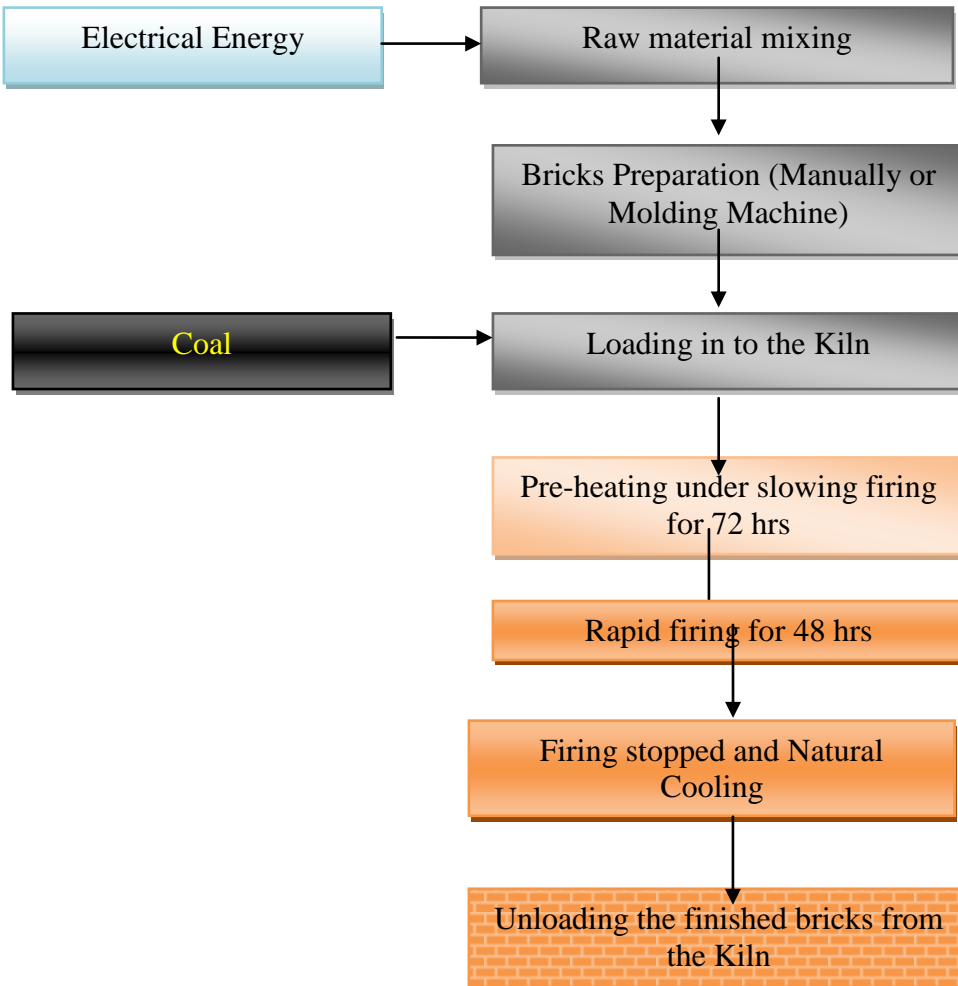 Electrical Energy
Raw material mixing
Bricks Preparation (Manually or
Molding Machine)
Coal
Loading in to the Kiln
Pre-heating under slowing firing
for 72 hrs
Rapid firing for 48 hrs
Firing stopped and Natural
Cooling
Unloading the finished bricks from
the Kiln